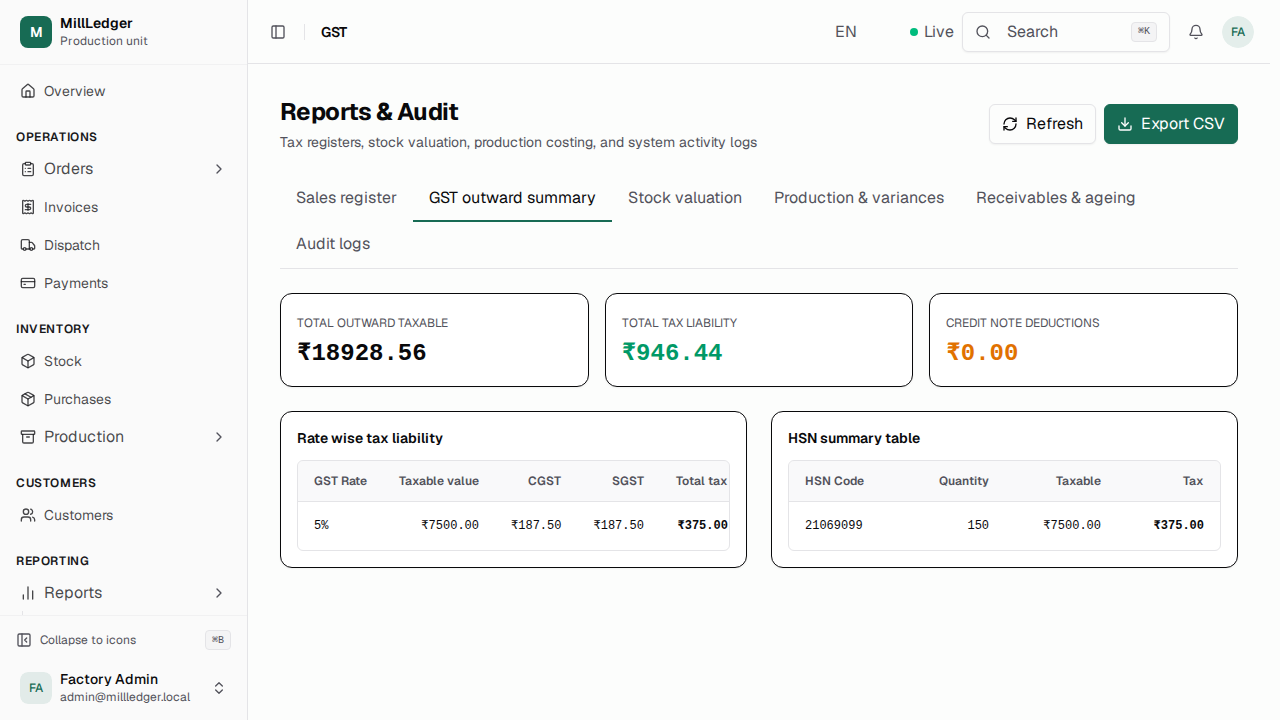 M
MillLedger
Production unit
Overview
OPERATIONS
Orders
Invoices
Dispatch
Payments
INVENTORY
Stock
Purchases
Production
CUSTOMERS
Customers
REPORTING
Reports
Collapse to icons ⌘B
FA
Factory Admin
admin@millledger.local
GST
EN
Live
Search ⌘K
FA
Reports & Audit
Tax registers, stock valuation, production costing, and system activity logs
Refresh
Export CSV
Sales register GST outward summary Stock valuation Production & variances Receivables & ageing
Audit logs
TOTAL OUTWARD TAXABLE
₹18928.56
TOTAL TAX LIABILITY
₹946.44
CREDIT NOTE DEDUCTIONS
₹0.00
Rate wise tax liability
GST Rate Taxable value CGST SGST Total tax
5% ₹7500.00 ₹187.50 ₹187.50 ₹375.00
HSN summary table
HSN Code Quantity Taxable Tax
21069099 150 ₹7500.00 ₹375.00